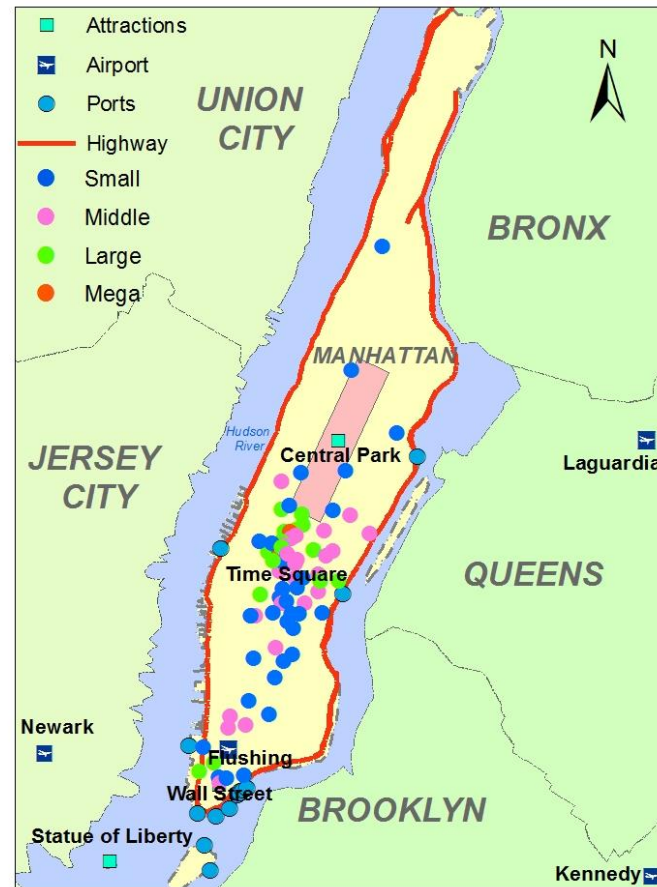 Attractions
Airport
Ports
Highway
Small
Middle
Large
Mega
N
UNION
CITY
BRONX
MANHATTAN
Hudson
River
Central Park
Laguardia
JERSEY
CITY
Time Square
QUEENS
Newark
Flushing
Wall Street
BROOKLYN
Statue of Liberty
Kennedy